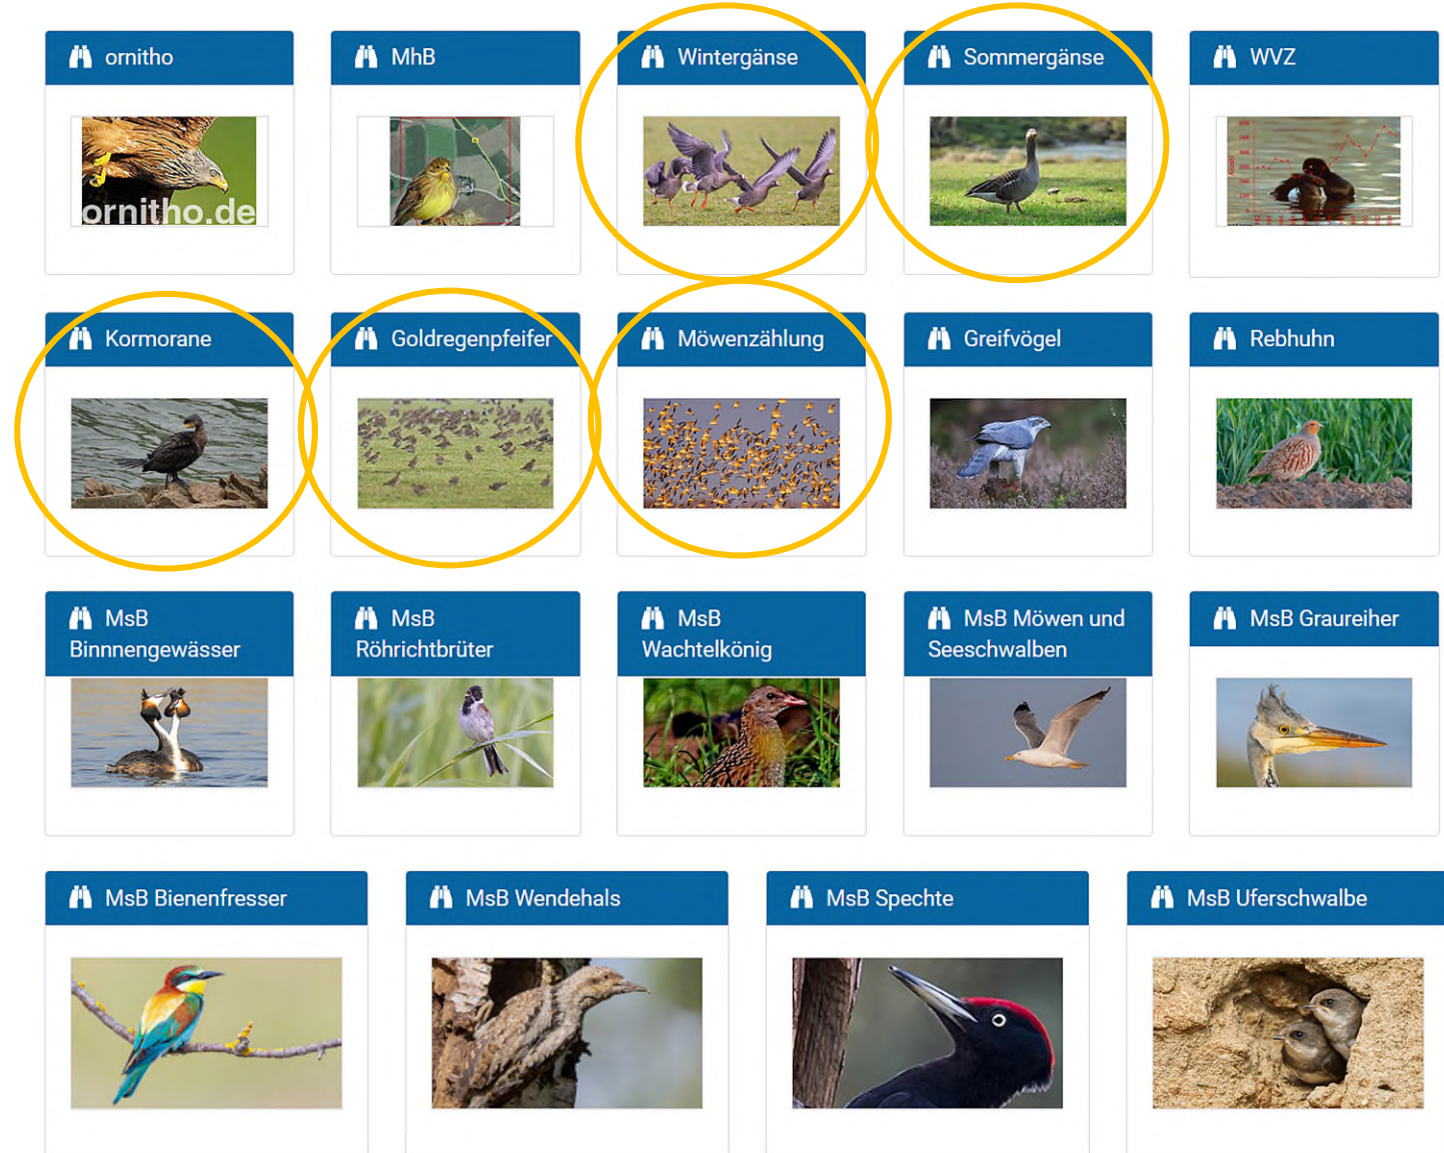 ornitho
MhB
Wintergänse
Sommergänse
WVZ
ornitho.de
Kormorane
Goldregenpfeifer
Möwenzählung
Greifvögel
Rebhuhn
MsB
Binnnengewässer
MsB
Röhrichtbrüter
MsB
Wachtelkönig
MsB Möwen und
Seeschwalben
MsB Graureiher
MsB Bienenfresser
MsB Wendehals
MsB Spechte
MsB Uferschwalbe